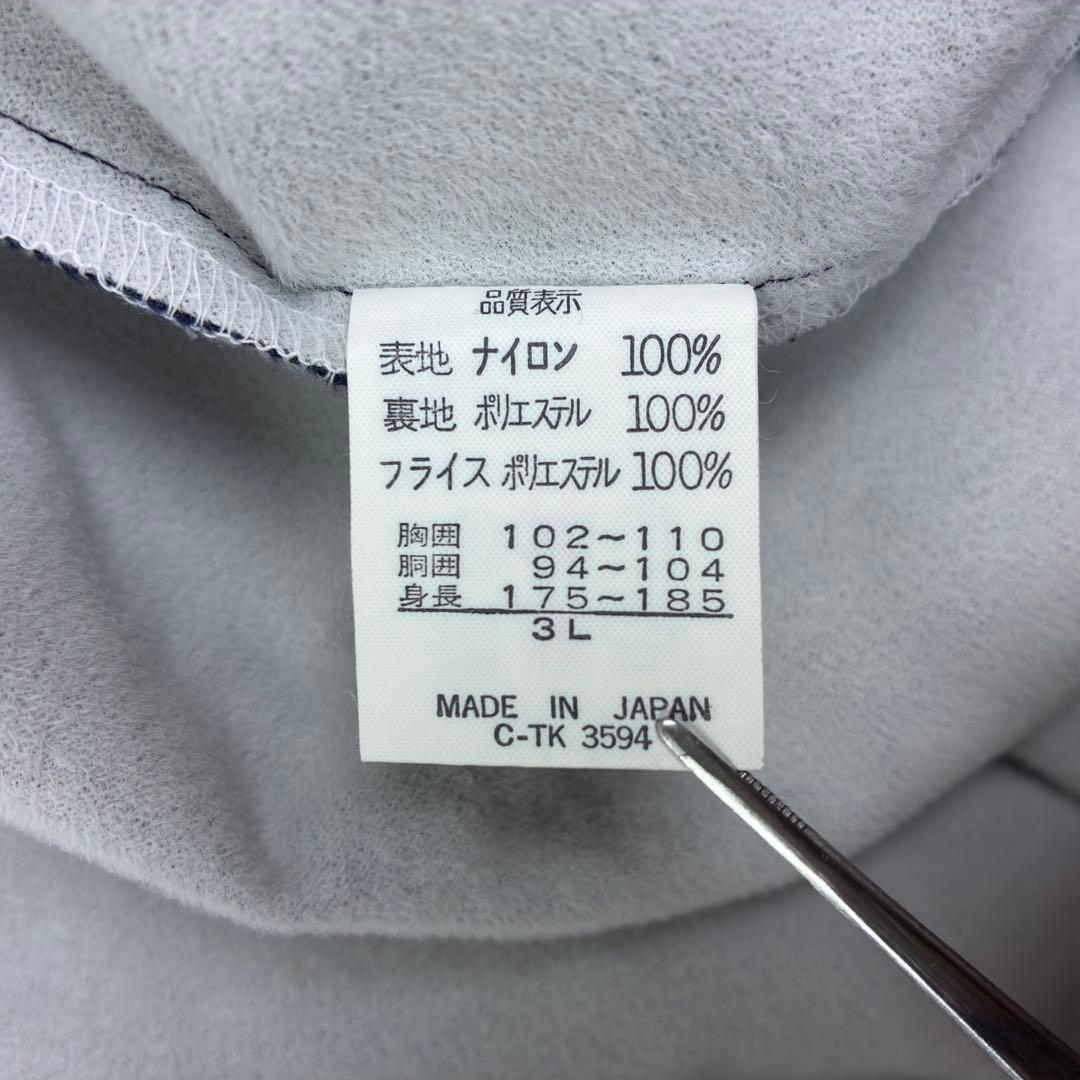 品質表示
表地 ナイロン 100%
裏地 ポリエステル 100%
フライス ポリエステル 100%
胸囲 102~110
胴囲 94~104
身長 175~185
3L
MADE IN JAPAN
C-TK 3594